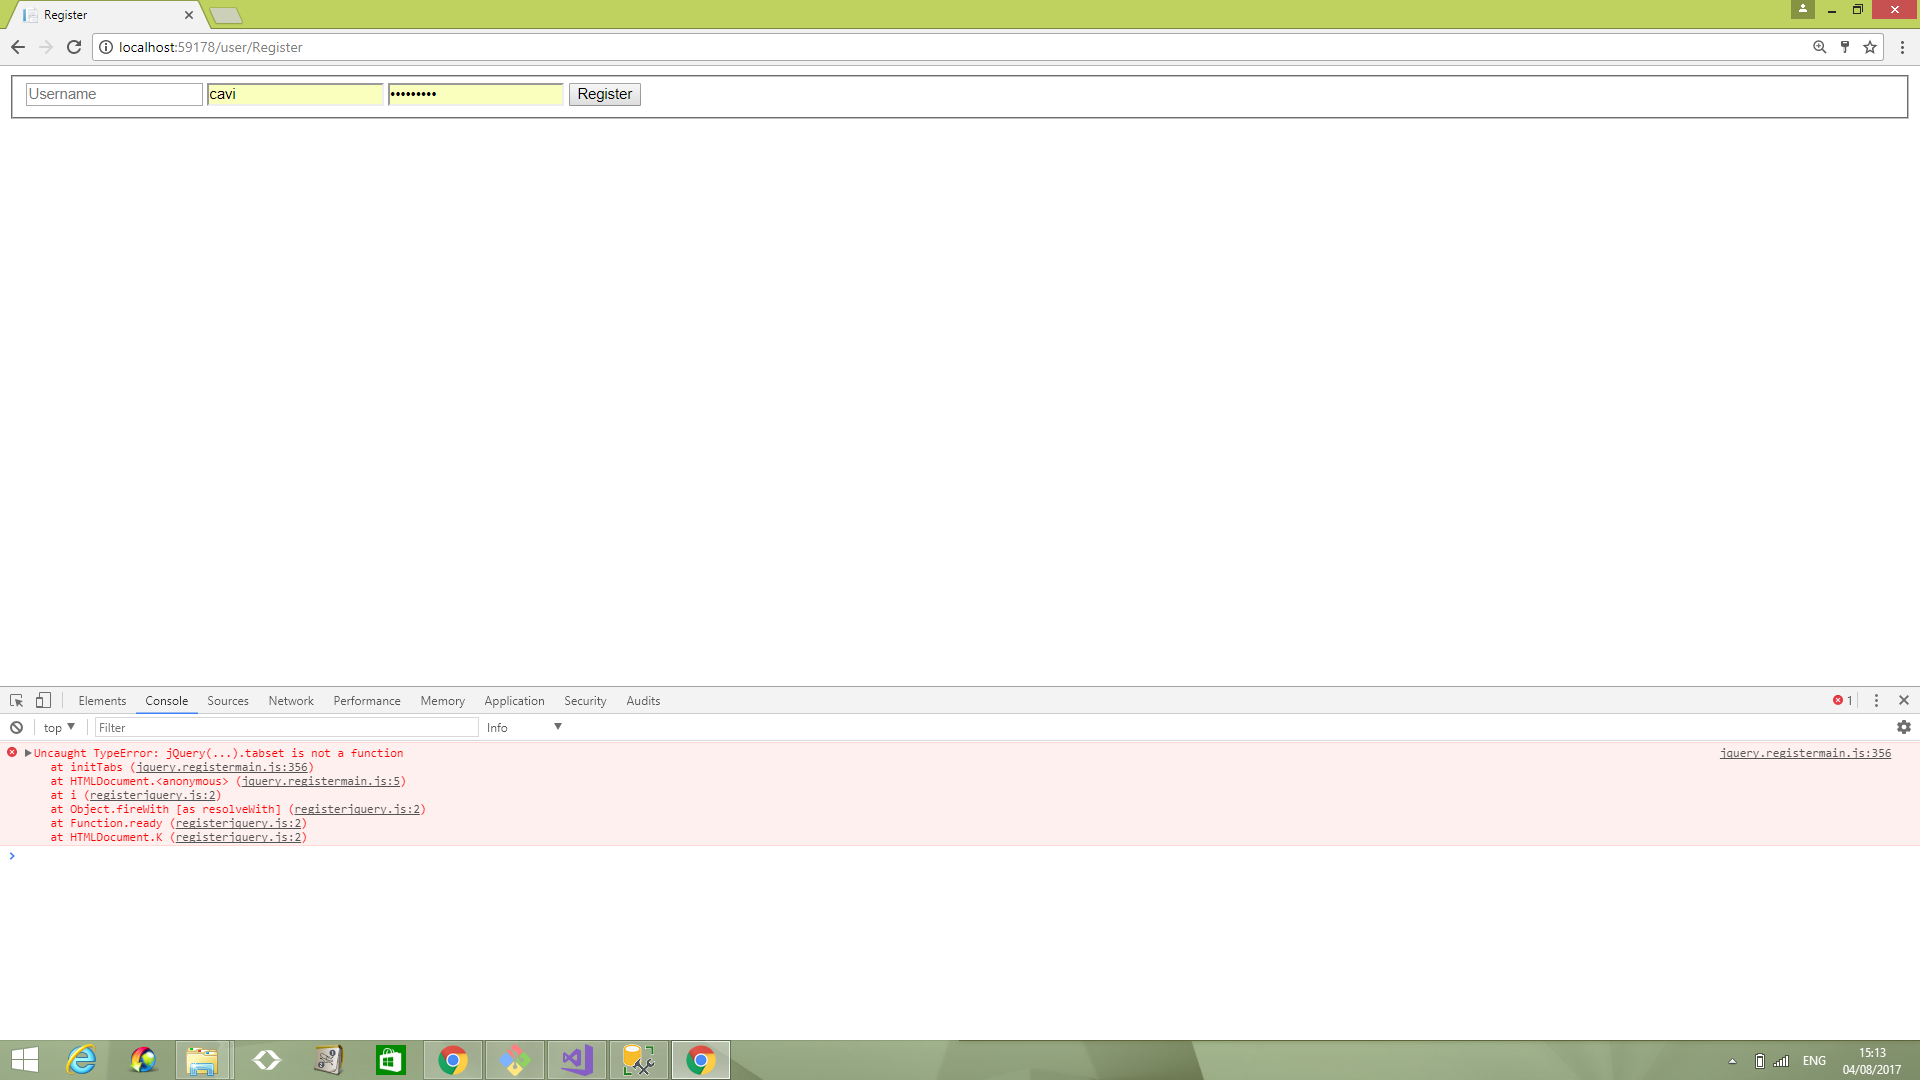 Register
localhost:59178/user/Register
Username cavi ••••••••• Register
Elements Console Sources Network Performance Memory Application Security Audits 1
top Filter Info
Uncaught TypeError: jQuery(...).tabset is not a function jquery.registermain.js:356
at initTabs (jquery.registermain.js:356)
at HTMLDocument.<anonymous> (jquery.registermain.js:5)
at i (registerjquery.js:2)
at Object.fireWith [as resolveWith] (registerjquery.js:2)
at Function.ready (registerjquery.js:2)
at HTMLDocument.K (registerjquery.js:2)
ENG 15:13
04/08/2017